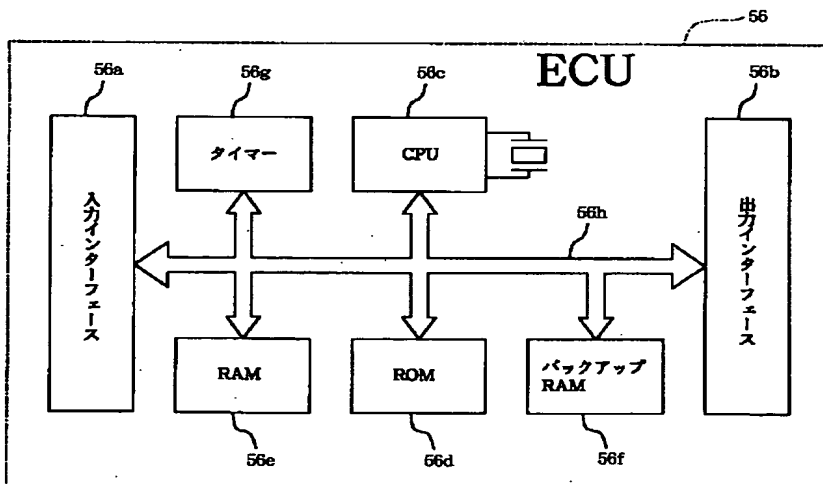 56
ECU
56a
56g
56c
56b
タイマー
CPU
入力インターフェース
56h
出力インターフェース
RAM
ROM
バックアップ
RAM
56e
56d
56f